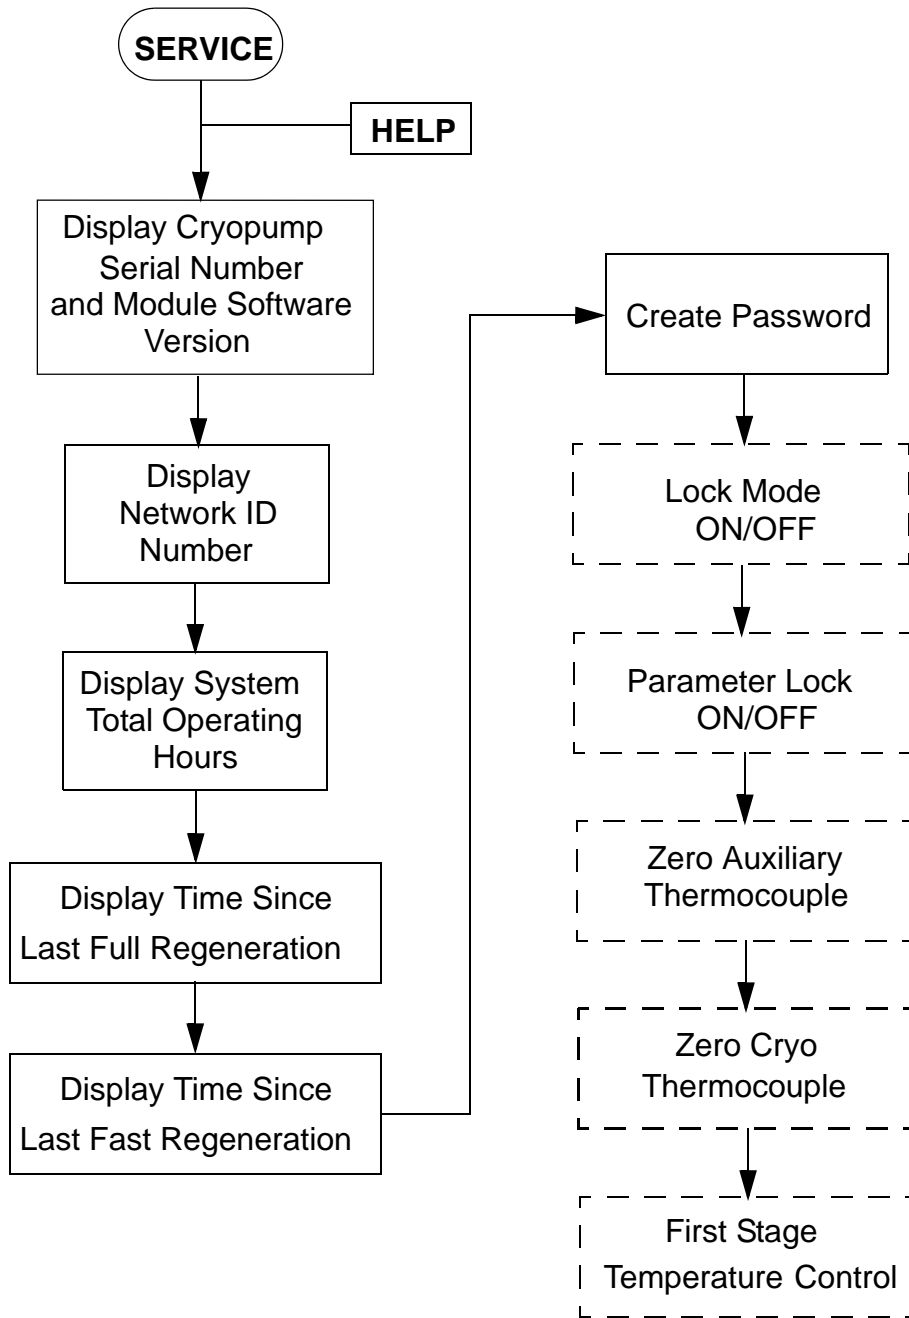 SERVICE
HELP
Display Cryopump
Serial Number
and Module Software
Version
Display
Network ID
Number
Display System
Total Operating
Hours
Display Time Since
Last Full Regeneration
Display Time Since
Last Fast Regeneration
Create Password
Lock Mode
ON/OFF
Parameter Lock
ON/OFF
Zero Auxiliary
Thermocouple
Zero Cryo
Thermocouple
First Stage
Temperature Control